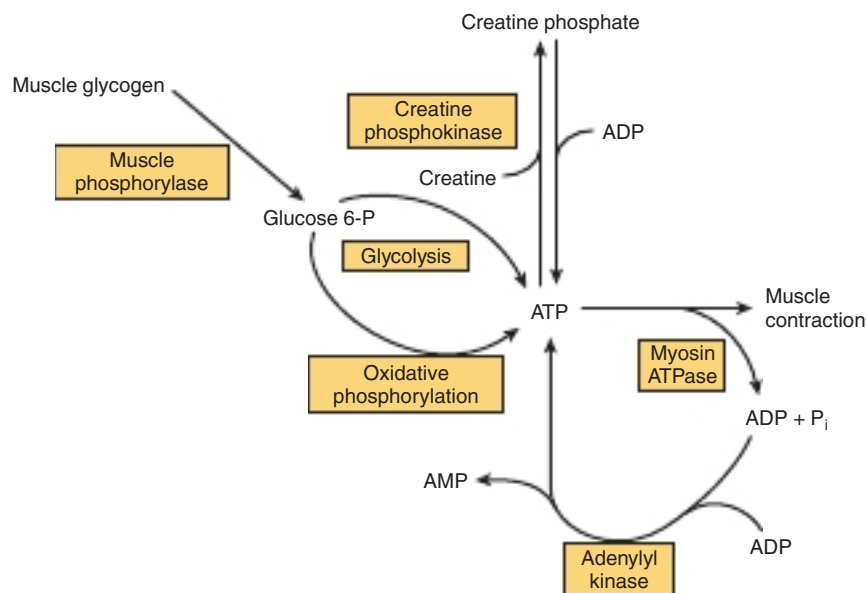 Creatine phosphate
Muscle glycogen
Creatine
phosphokinase
ADP
Muscle
phosphorylase
Creatine
Glucose 6-P
Glycolysis
ATP
Muscle
contraction
Myosin
ATPase
Oxidative
phosphorylation
ADP + Pi
AMP
ADP
Adenylyl
kinase